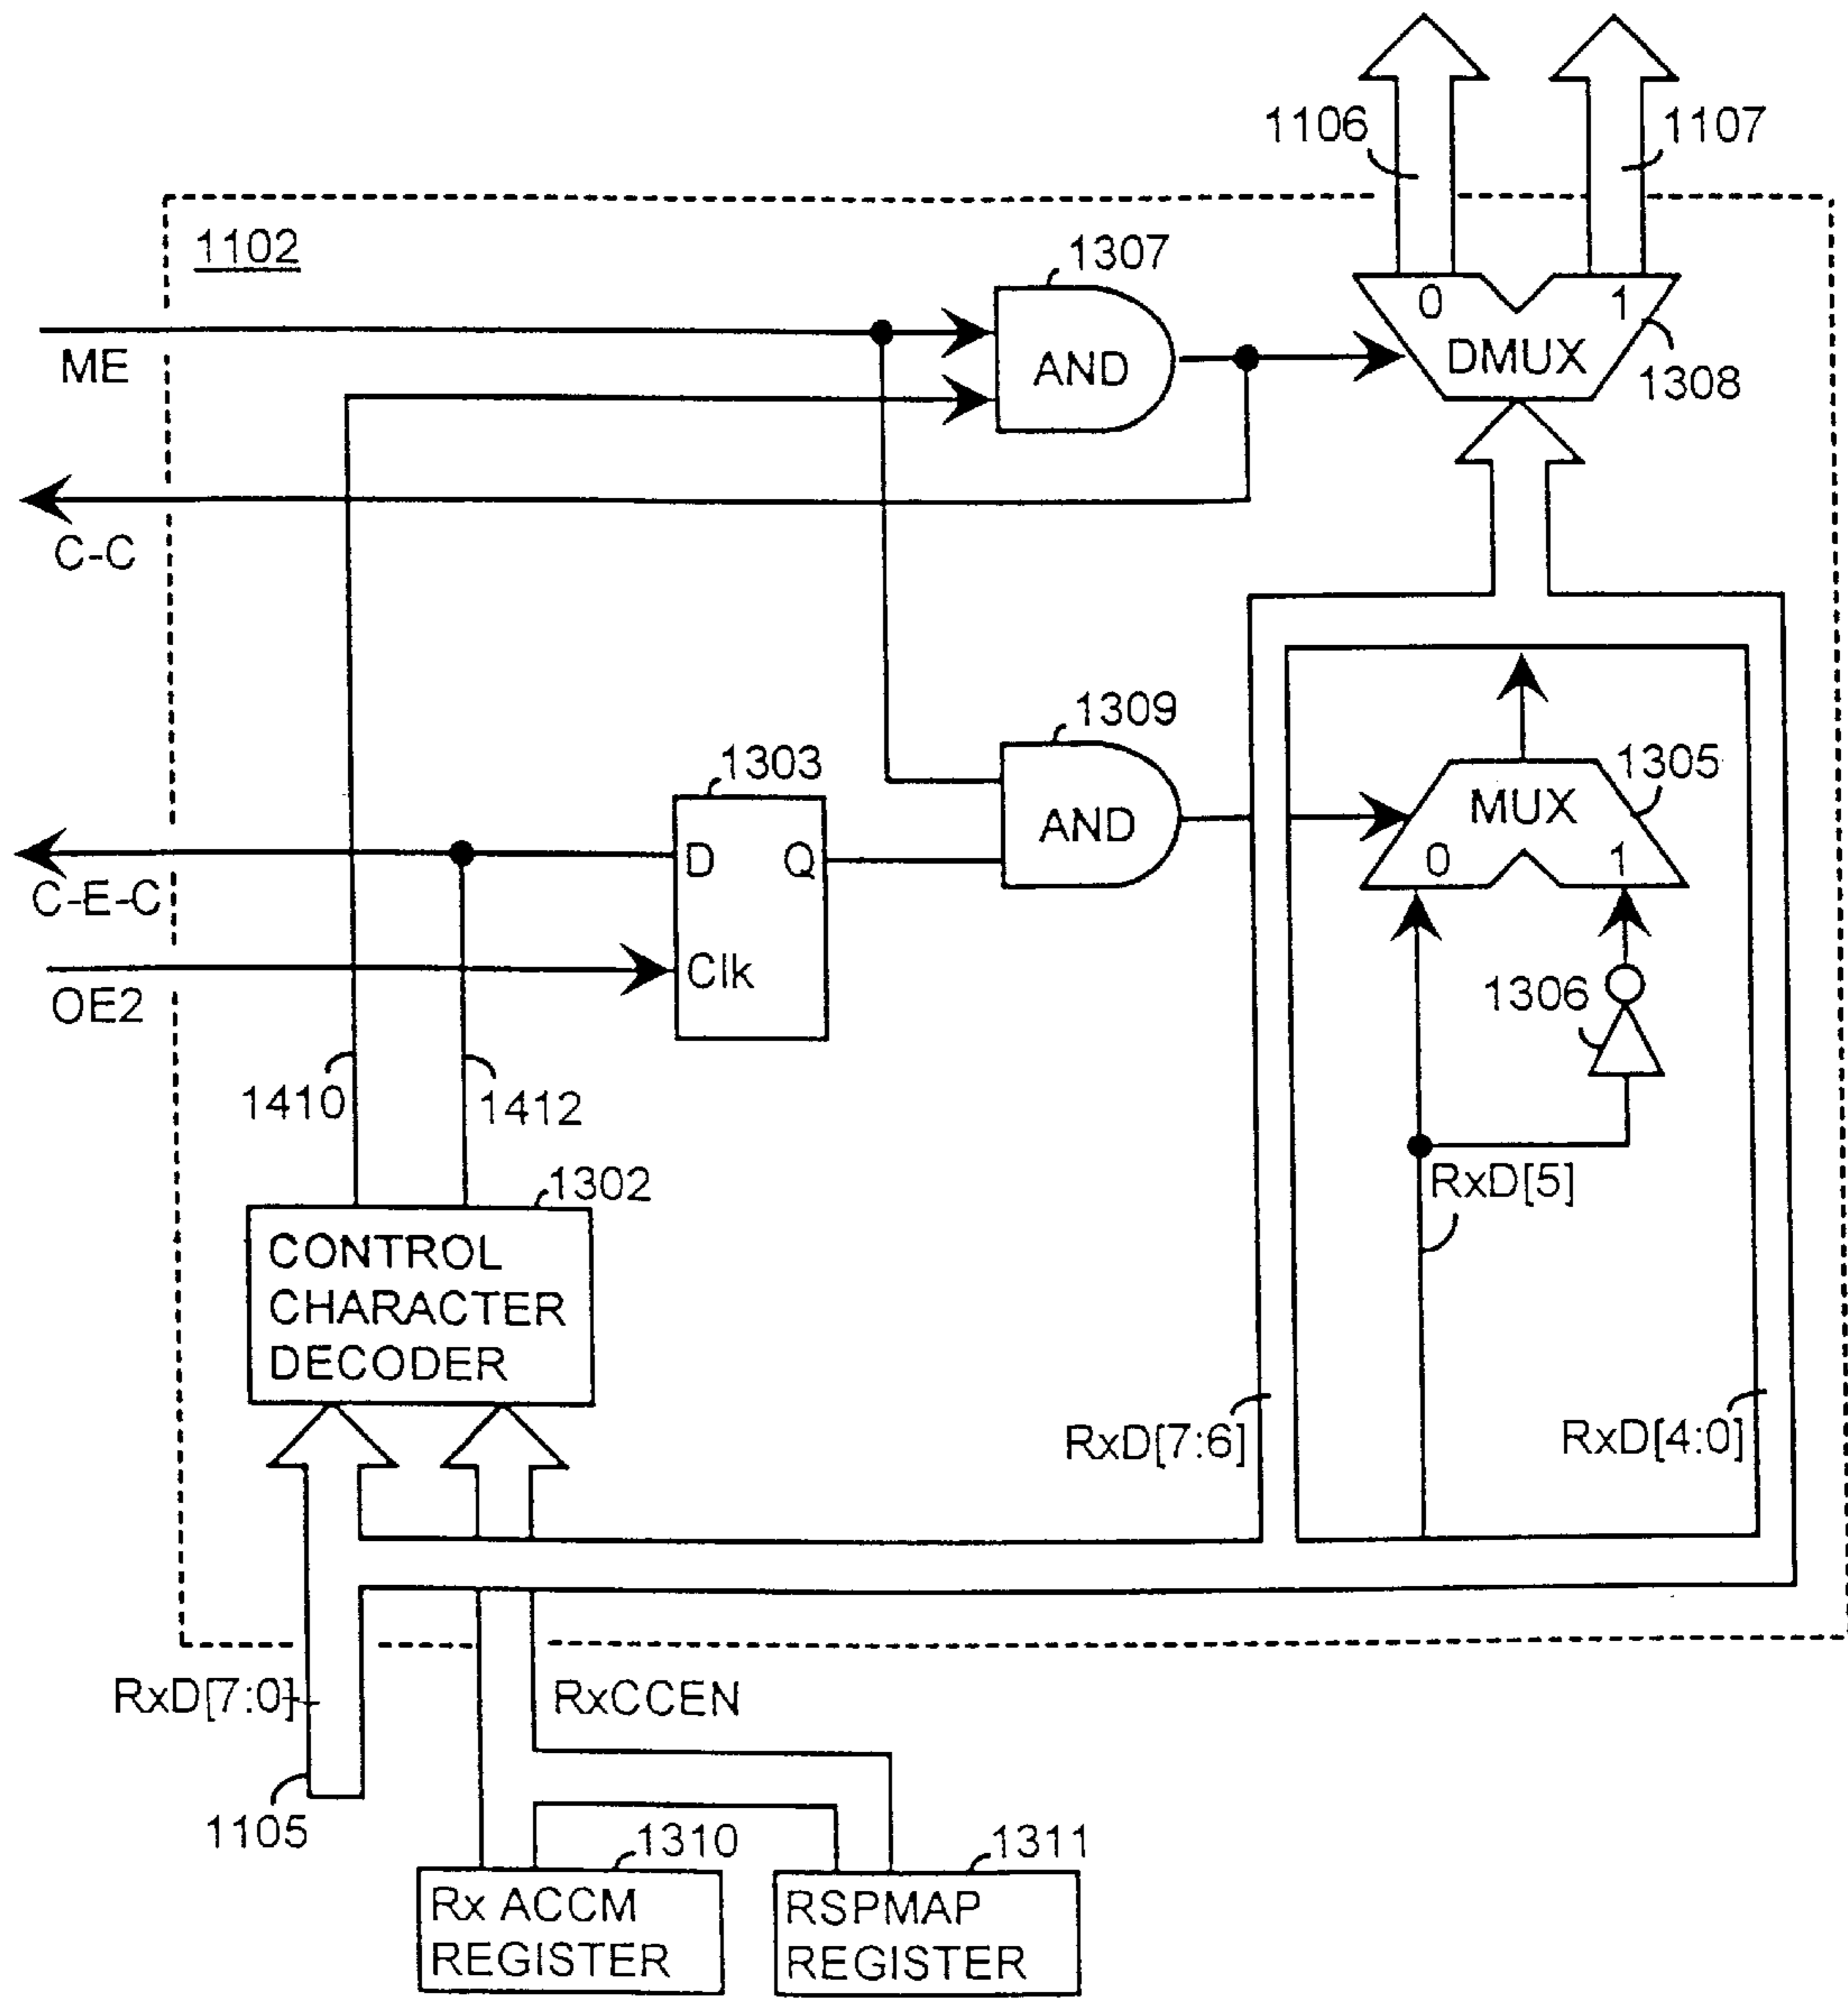 1106
1107
1102
1307
0
1
ME
AND
DMUX
1308
C-C
1309
1303
1305
MUX
AND
D
Q
0
1
C-E-C
Clk
OE2
1306
1410
1412
RxD[5]
1302
CONTROL
CHARACTER
DECODER
RxD[7:6]
RxD[4:0]
RxD[7:0]
RxCCEN
1105
1310
1311
Rx ACCM
REGISTER
RSPMAP
REGISTER